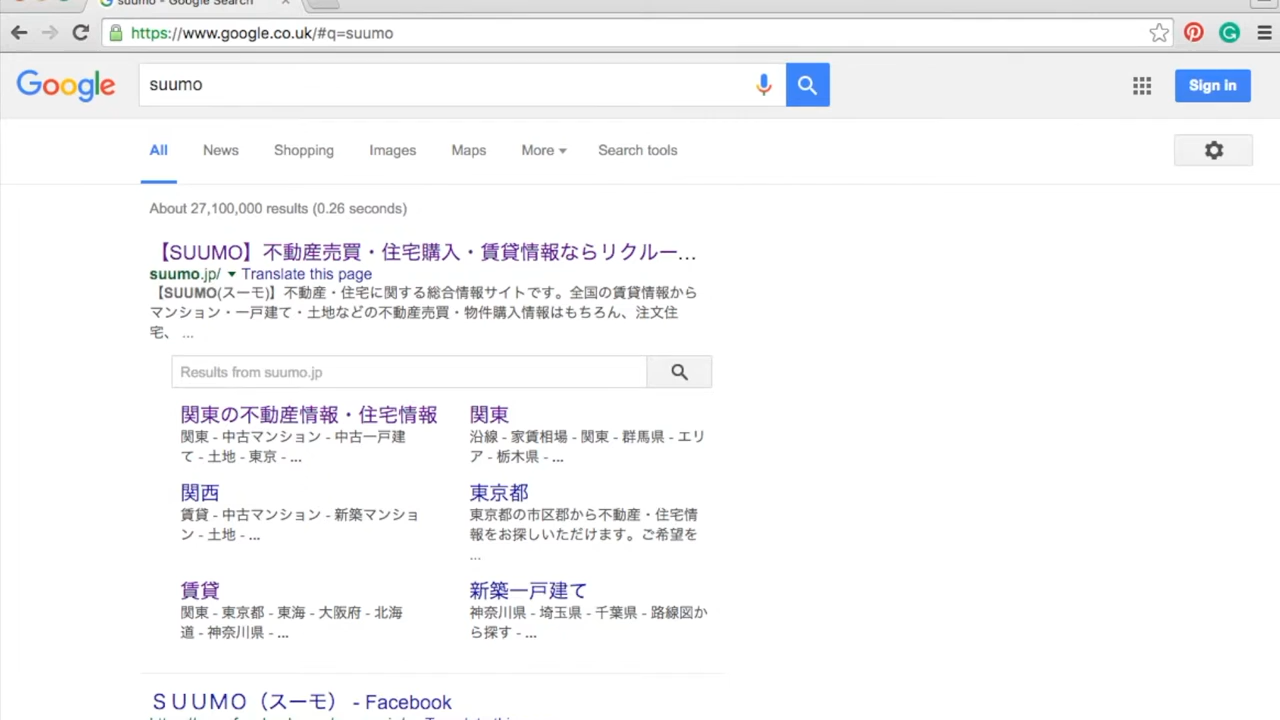 suumo - Google Search
https://www.google.co.uk/#q=suumo
Google
suumo
Sign in
All News Shopping Images Maps More Search tools
About 27,100,000 results (0.26 seconds)
【SUUMO】不動産売買・住宅購入・賃貸情報ならリクルー...
suumo.jp/ Translate this page
【SUUMO(スーモ)】不動産・住宅に関する総合情報サイトです。全国の賃貸情報から
マンション・一戸建て・土地などの不動産売買・物件購入情報はもちろん、注文住
宅、 ...
Results from suumo.jp
関東の不動産情報・住宅情報
関東 - 中古マンション - 中古一戸建
て - 土地 - 東京 - ...
関東
沿線 - 家賃相場 - 関東 - 群馬県 - エリ
ア - 栃木県 - ...
関西
賃貸 - 中古マンション - 新築マンショ
ン - 土地 - ...
東京都
東京都の市区郡から不動産・住宅情
報をお探しいただけます。ご希望を
...
賃貸
関東 - 東京都 - 東海 - 大阪府 - 北海
道 - 神奈川県 - ...
新築一戸建て
神奈川県 - 埼玉県 - 千葉県 - 路線図か
ら探す - ...
ＳＵＵＭＯ（スーモ） - Facebook